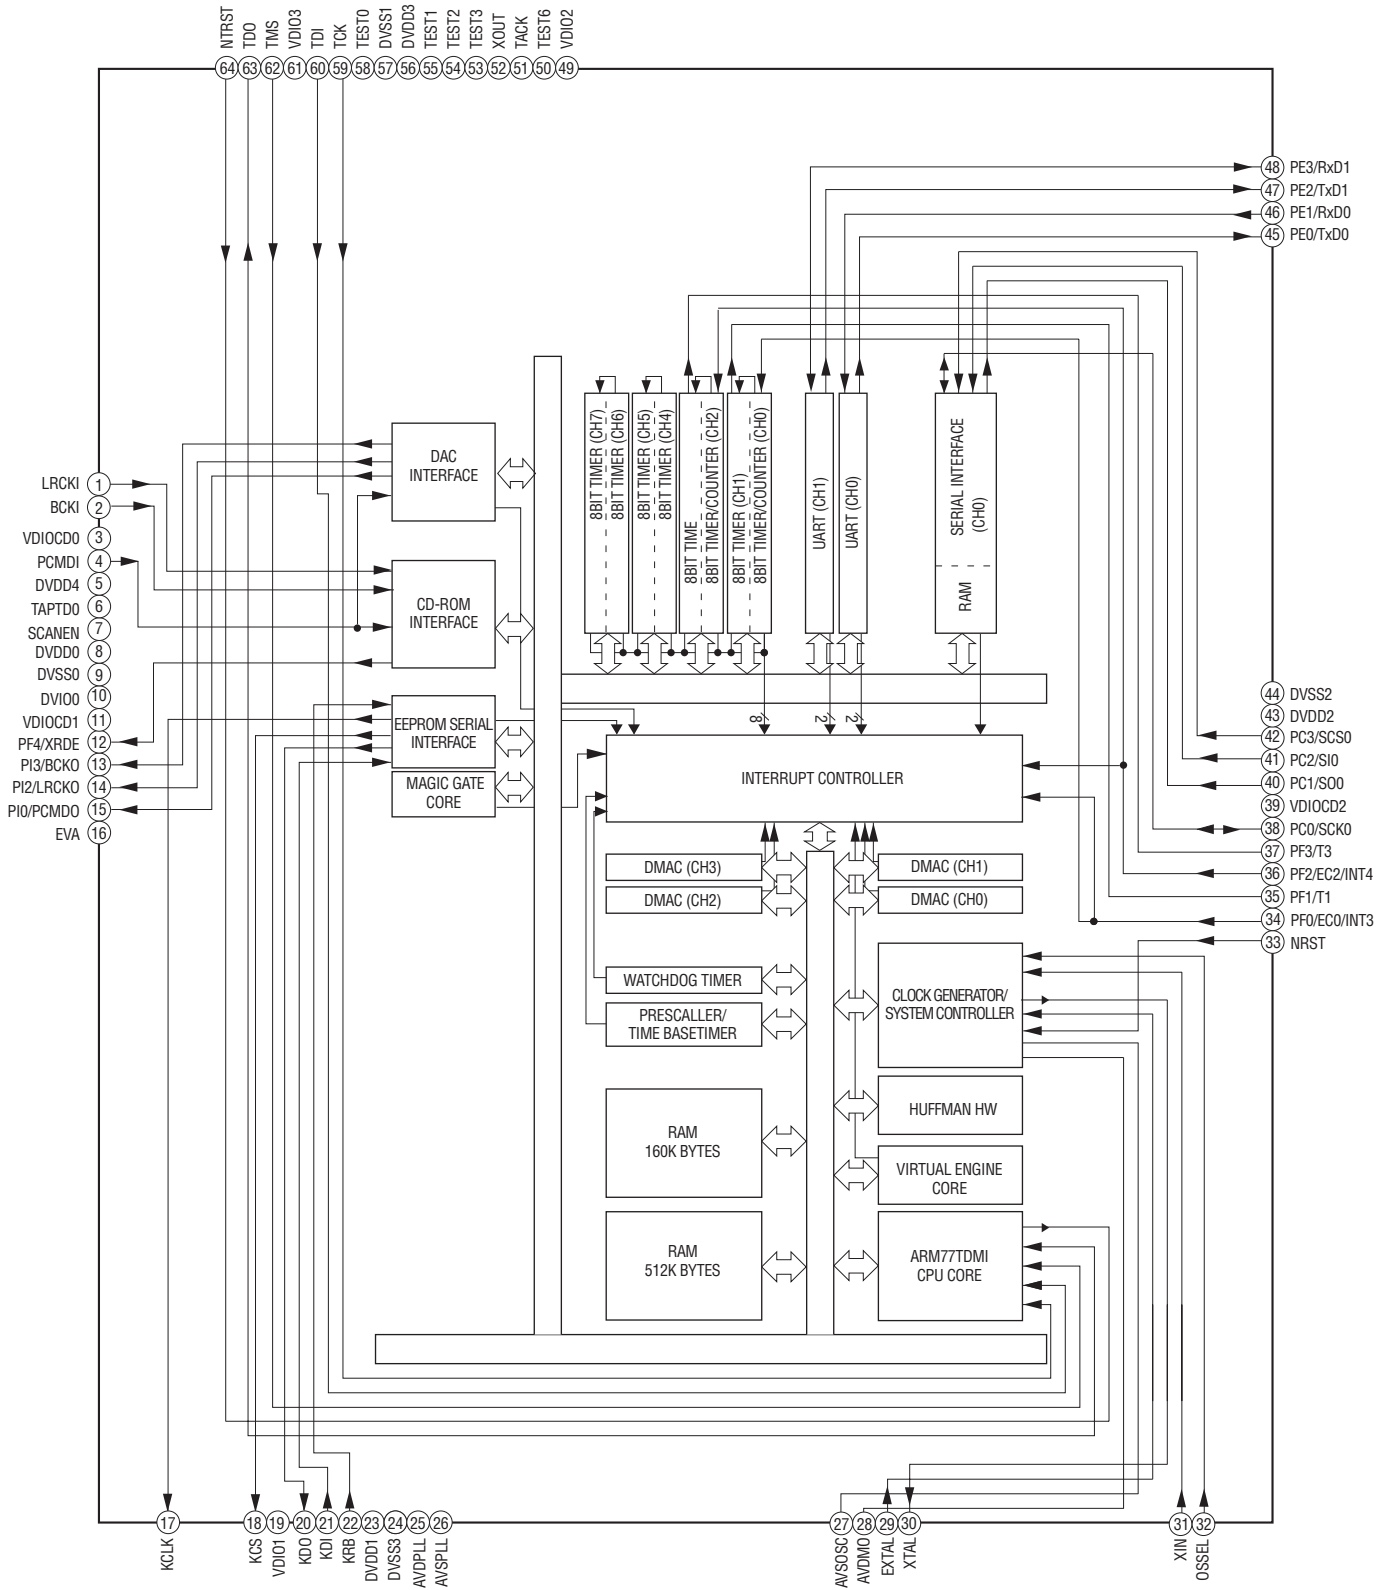 NTRST
TDO
TMS
VDIO3
TDI
TCK
TEST0
DVSS1
DVDD3
TEST1
TEST2
TEST3
XOUT
TACK
TEST6
VDIO2
64
63
62
61
60
59
58
57
56
55
54
53
52
51
50
49
48 PE3/RxD1
47 PE2/TxD1
46 PE1/RxD0
45 PE0/TxD0
8BIT TIMER (CH7)
8BIT TIMER (CH6)
8BIT TIMER (CH5)
8BIT TIMER (CH4)
8BIT TIME
8BIT TIMER/COUNTER (CH2)
8BIT TIMER (CH1)
8BIT TIMER/COUNTER (CH0)
UART (CH1)
UART (CH0)
SERIAL INTERFACE
(CH0)
RAM
DAC
INTERFACE
CD-ROM
INTERFACE
EEPROM SERIAL
INTERFACE
MAGIC GATE
CORE
LRCKI 1
BCKI 2
VDIOCD0 3
PCMDI 4
DVDD4 5
TAPTD0 6
SCANEN 7
DVDD0 8
DVSS0 9
DVIO0 10
VDIOCD1 11
PF4/XRDE 12
PI3/BCKO 13
PI2/LRCKO 14
PI0/PCMDO 15
EVA 16
8
2
2
INTERRUPT CONTROLLER
44 DVSS2
43 DVDD2
42 PC3/SCS0
41 PC2/SI0
40 PC1/SO0
39 VDIOCD2
38 PC0/SCK0
37 PF3/T3
36 PF2/EC2/INT4
35 PF1/T1
34 PF0/EC0/INT3
33 NRST
DMAC (CH3)
DMAC (CH1)
DMAC (CH2)
DMAC (CH0)
WATCHDOG TIMER
PRESCALLER/
TIME BASETIMER
CLOCK GENERATOR/
SYSTEM CONTROLLER
RAM
160K BYTES
HUFFMAN HW
VIRTUAL ENGINE
CORE
RAM
512K BYTES
ARM77TDMI
CPU CORE
17
18
19
20
21
22
23
24
25
26
27
28
29
30
31
32
KCLK
KCS
VDIO1
KDO
KDI
KRB
DVDD1
DVSS3
AVDPLL
AVSPLL
AVSOSC
AVDMO
EXTAL
XTAL
XIN
OSSEL